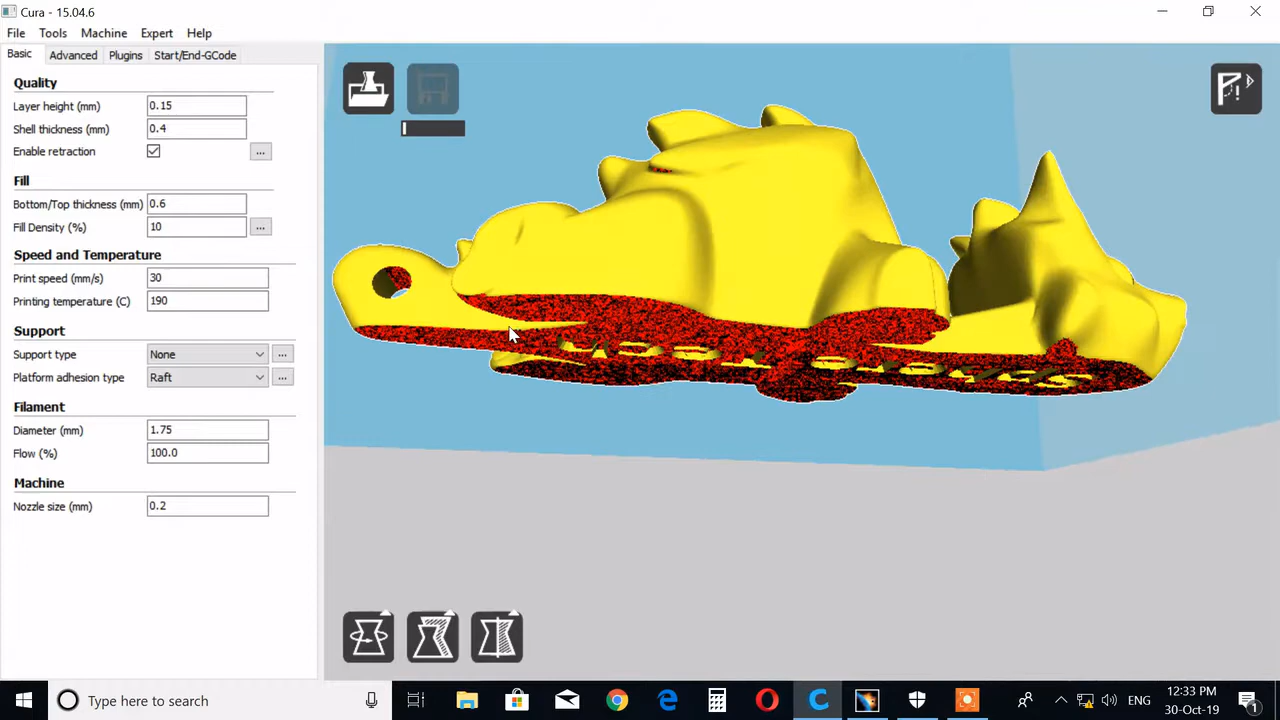 Cura - 15.04.6
File Tools Machine Expert Help
Basic Advanced Plugins Start/End-GCode
Quality
Layer height (mm) 0.15
Shell thickness (mm) 0.4
Enable retraction ...
Fill
Bottom/Top thickness (mm) 0.6
Fill Density (%) 10 ...
Speed and Temperature
Print speed (mm/s) 30
Printing temperature (C) 190
Support
Support type None ...
Platform adhesion type Raft ...
Filament
Diameter (mm) 1.75
Flow (%) 100.0
Machine
Nozzle size (mm) 0.2
Type here to search
ENG
12:33 PM
30-Oct-19
1